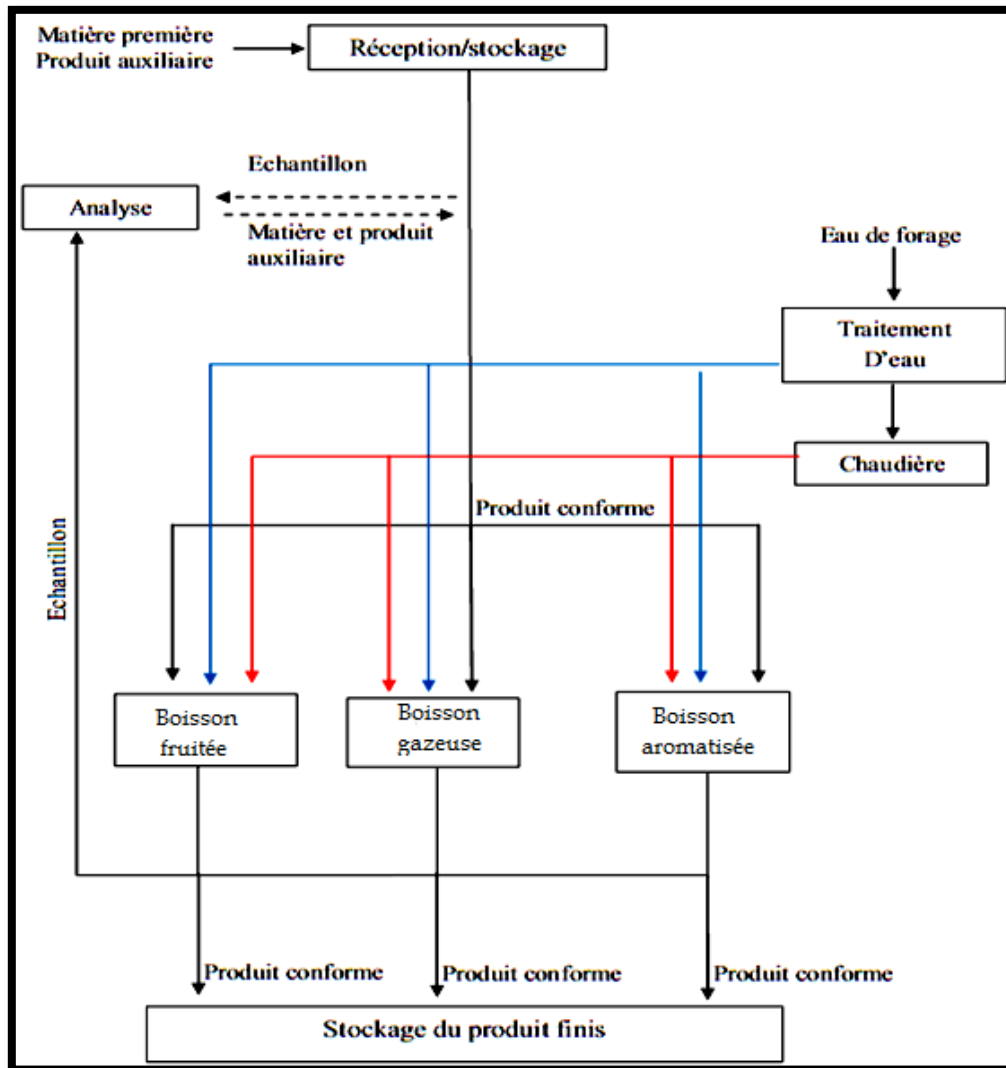 Matière première
Produit auxiliaire
Réception/stockage
Echantillon
Analyse
Matière et produit
auxiliaire
Eau de forage
Traitement
D'eau
Chaudière
Produit conforme
Echantillon
Boisson
fruitée
Boisson
gazeuse
Boisson
aromatisée
Produit conforme
Produit conforme
Produit conforme
Stockage du produit finis